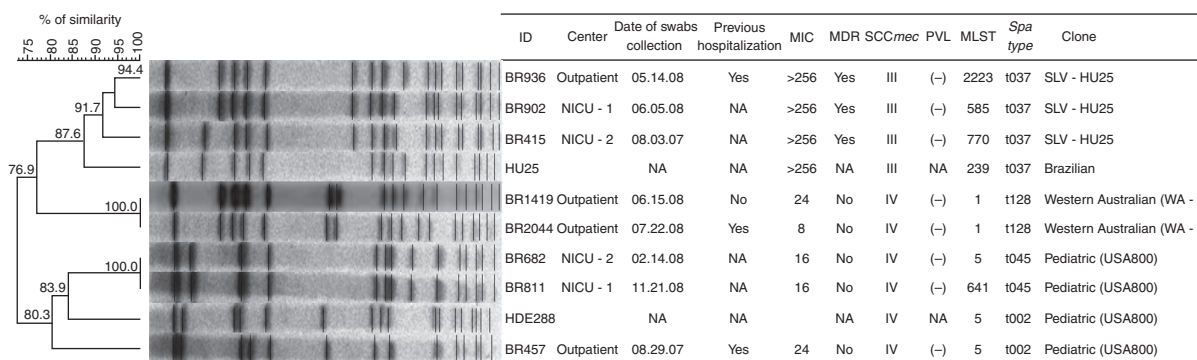 % of similarity
75 80 85 90 95 100
94.4
91.7
87.6
76.9
100.0
100.0
83.9
80.3
ID Center Date of swabs collection Previous hospitalization MIC MDR SCCmec PVL MLST Spa type Clone
BR936 Outpatient 05.14.08 Yes >256 Yes III (–) 2223 t037 SLV - HU25
BR902 NICU - 1 06.05.08 NA >256 Yes III (–) 585 t037 SLV - HU25
BR415 NICU - 2 08.03.07 NA >256 Yes III (–) 770 t037 SLV - HU25
HU25 NA NA >256 NA III NA 239 t037 Brazilian
BR1419 Outpatient 06.15.08 No 24 No IV (–) 1 t128 Western Australian (WA -
BR2044 Outpatient 07.22.08 Yes 8 No IV (–) 1 t128 Western Australian (WA -
BR682 NICU - 2 02.14.08 NA 16 No IV (–) 5 t045 Pediatric (USA800)
BR811 NICU - 1 11.21.08 NA 16 No IV (–) 641 t045 Pediatric (USA800)
HDE288 NA NA NA IV NA 5 t002 Pediatric (USA800)
BR457 Outpatient 08.29.07 Yes 24 No IV (–) 5 t002 Pediatric (USA800)